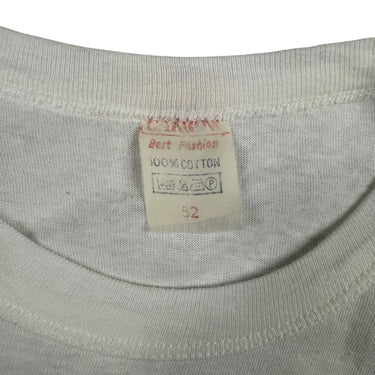 Best Fashion
100% COTTON
P
52